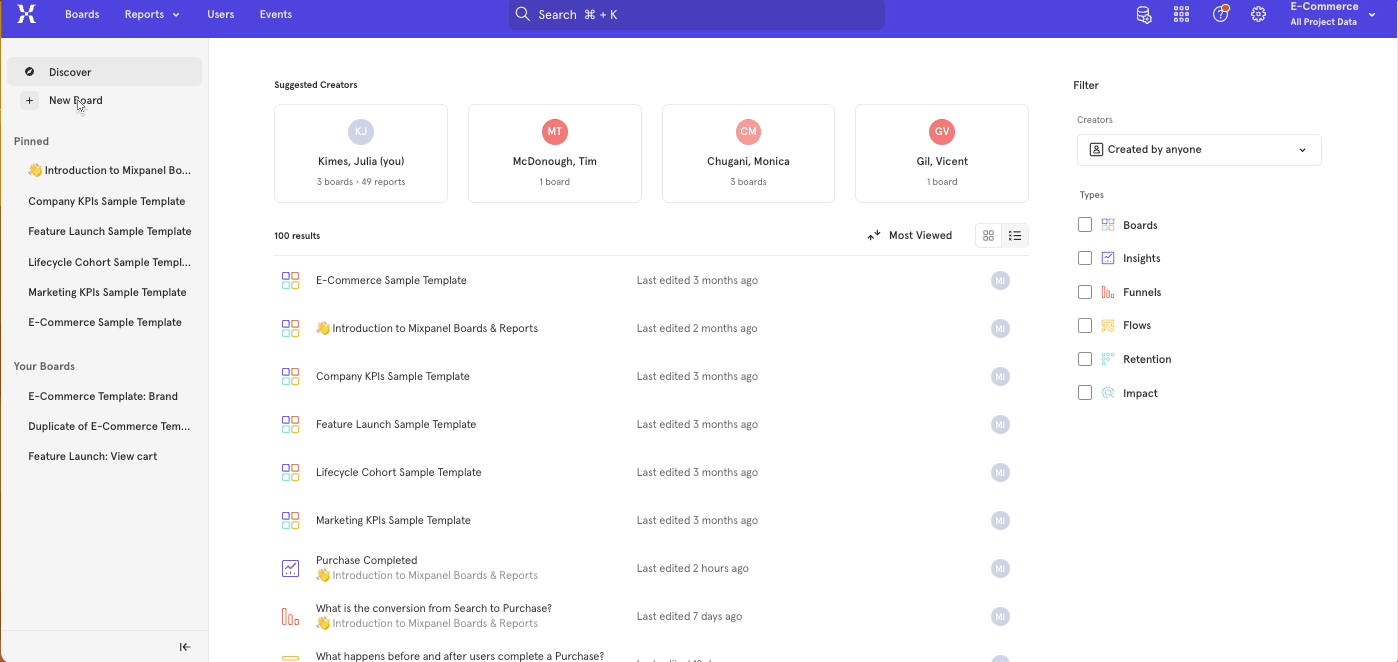 Boards
Reports
Users
Events
Search ⌘ + K
E-Commerce
All Project Data
Discover
+ New Board
Pinned
👋 Introduction to Mixpanel Bo...
Company KPIs Sample Template
Feature Launch Sample Template
Lifecycle Cohort Sample Templ...
Marketing KPIs Sample Template
E-Commerce Sample Template
Your Boards
E-Commerce Template: Brand
Duplicate of E-Commerce Tem...
Feature Launch: View cart
Suggested Creators
KJ
Kimes, Julia (you)
3 boards • 49 reports
MT
McDonough, Tim
1 board
CM
Chugani, Monica
3 boards
GV
Gil, Vicent
1 board
100 results
Most Viewed
E-Commerce Sample Template Last edited 3 months ago MI
👋 Introduction to Mixpanel Boards & Reports Last edited 2 months ago MI
Company KPIs Sample Template Last edited 3 months ago MI
Feature Launch Sample Template Last edited 3 months ago MI
Lifecycle Cohort Sample Template Last edited 3 months ago MI
Marketing KPIs Sample Template Last edited 3 months ago MI
Purchase Completed
👋 Introduction to Mixpanel Boards & Reports
Last edited 2 hours ago MI
What is the conversion from Search to Purchase?
👋 Introduction to Mixpanel Boards & Reports
Last edited 7 days ago MI
What happens before and after users complete a Purchase?
Filter
Creators
Created by anyone
Types
Boards
Insights
Funnels
Flows
Retention
Impact